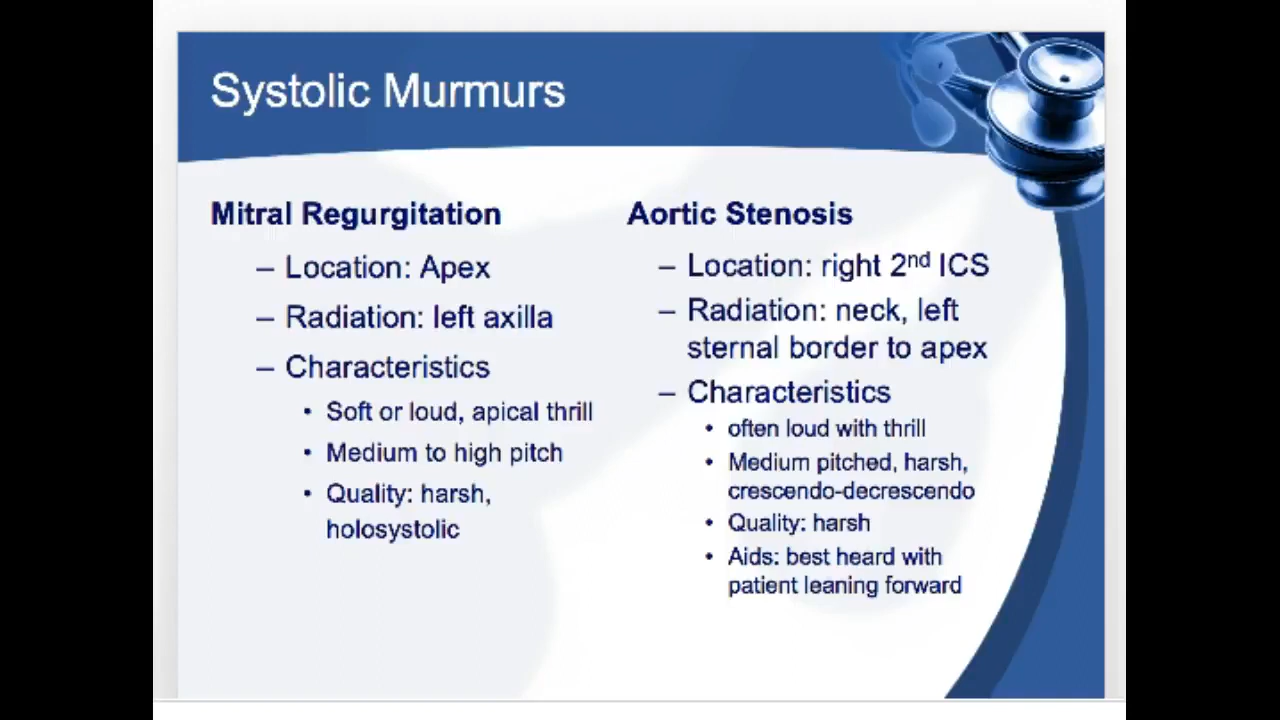 Systolic Murmurs
Mitral Regurgitation
– Location: Apex
– Radiation: left axilla
– Characteristics
• Soft or loud, apical thrill
• Medium to high pitch
• Quality: harsh,
holosystolic
Aortic Stenosis
– Location: right 2nd ICS
– Radiation: neck, left
sternal border to apex
– Characteristics
• often loud with thrill
• Medium pitched, harsh,
crescendo-decrescendo
• Quality: harsh
• Aids: best heard with
patient leaning forward